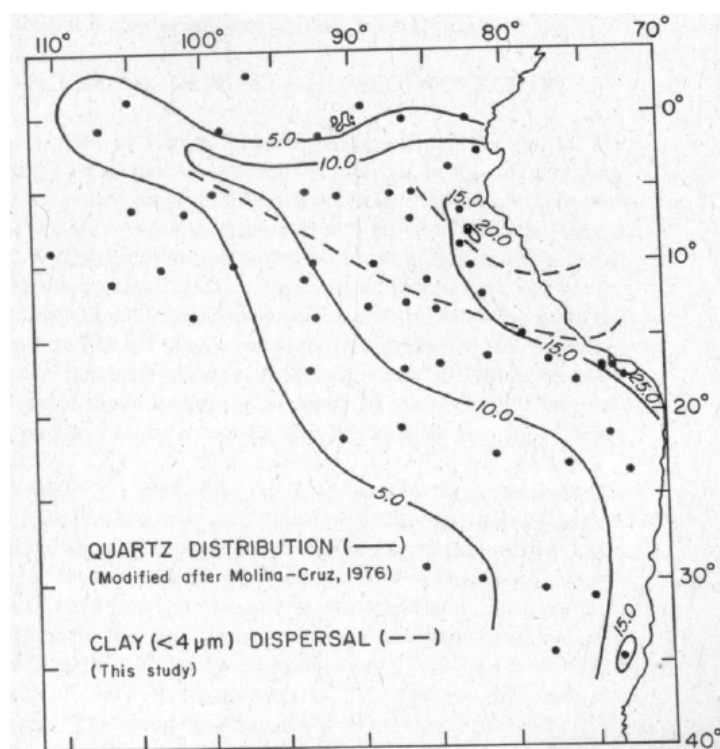 110° 100° 90° 80° 70°
0°
5.0
10.0
15.0
20.0
10°
15.0
25.0
20°
10.0
5.0
QUARTZ DISTRIBUTION (—)
(Modified after Molina-Cruz, 1976)
30°
CLAY (<4 μm) DISPERSAL (--)
(This study)
15.0
40°